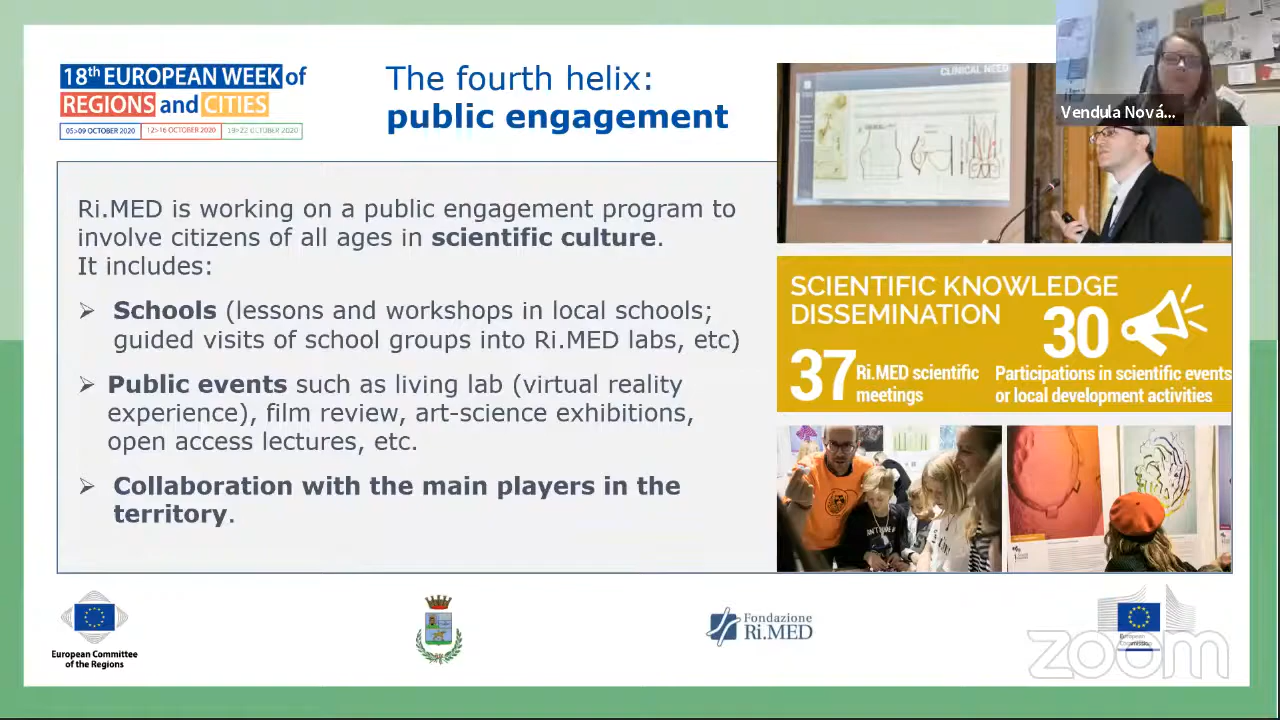 18th EUROPEAN WEEK of
REGIONS and CITIES
05>09 OCTOBER 2020
12>16 OCTOBER 2020
19>22 OCTOBER 2020
The fourth helix:
public engagement
CLINICAL NEED
Vendula Nová...
Ri.MED is working on a public engagement program to
involve citizens of all ages in scientific culture.
It includes:
➢ Schools (lessons and workshops in local schools;
guided visits of school groups into Ri.MED labs, etc)
➢ Public events such as living lab (virtual reality
experience), film review, art-science exhibitions,
open access lectures, etc.
➢ Collaboration with the main players in the
territory.
SCIENTIFIC KNOWLEDGE
DISSEMINATION
37 Ri.MED scientific
meetings
30
Participations in scientific events
or local development activities
European Committee
of the Regions
Fondazione
Ri.MED
European
Commission
zoom